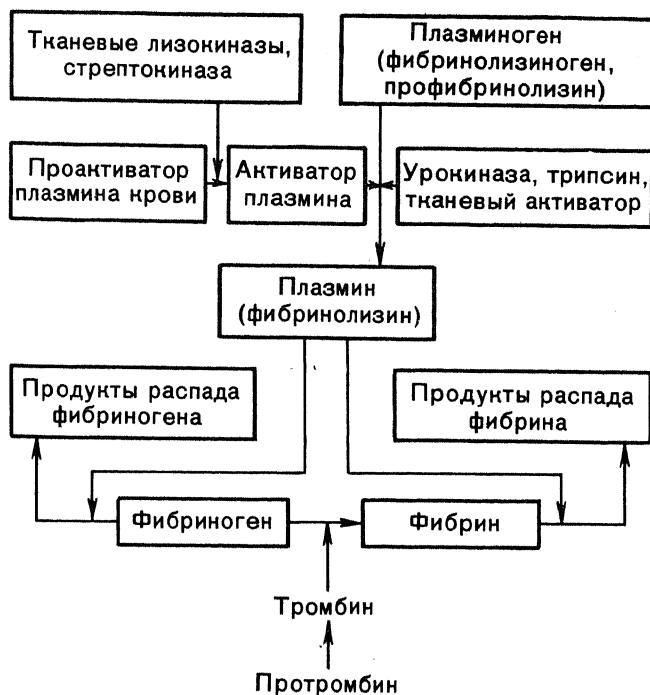 Тканевые лизокиназы,
стрептокиназа
Плазминоген
(фибринолизиноген,
профибринолизин)
Проактиватор
плазмина крови
Активатор
плазмина
Урокиназа, трипсин,
тканевый активатор
Плазмин
(фибринолизин)
Продукты распада
фибриногена
Продукты распада
фибрина
Фибриноген
Фибрин
Тромбин
Протромбин